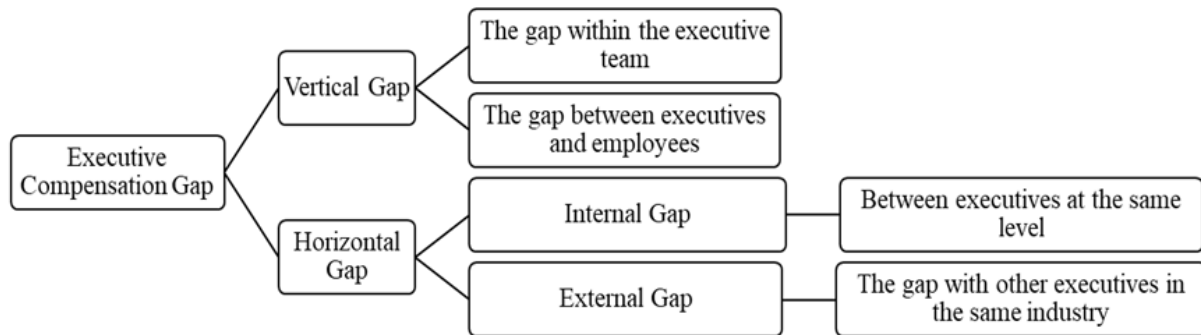 The gap within the executive
team
Vertical Gap
The gap between executives
and employees
Executive
Compensation Gap
Internal Gap
Between executives at the same
level
Horizontal
Gap
External Gap
The gap with other executives in
the same industry